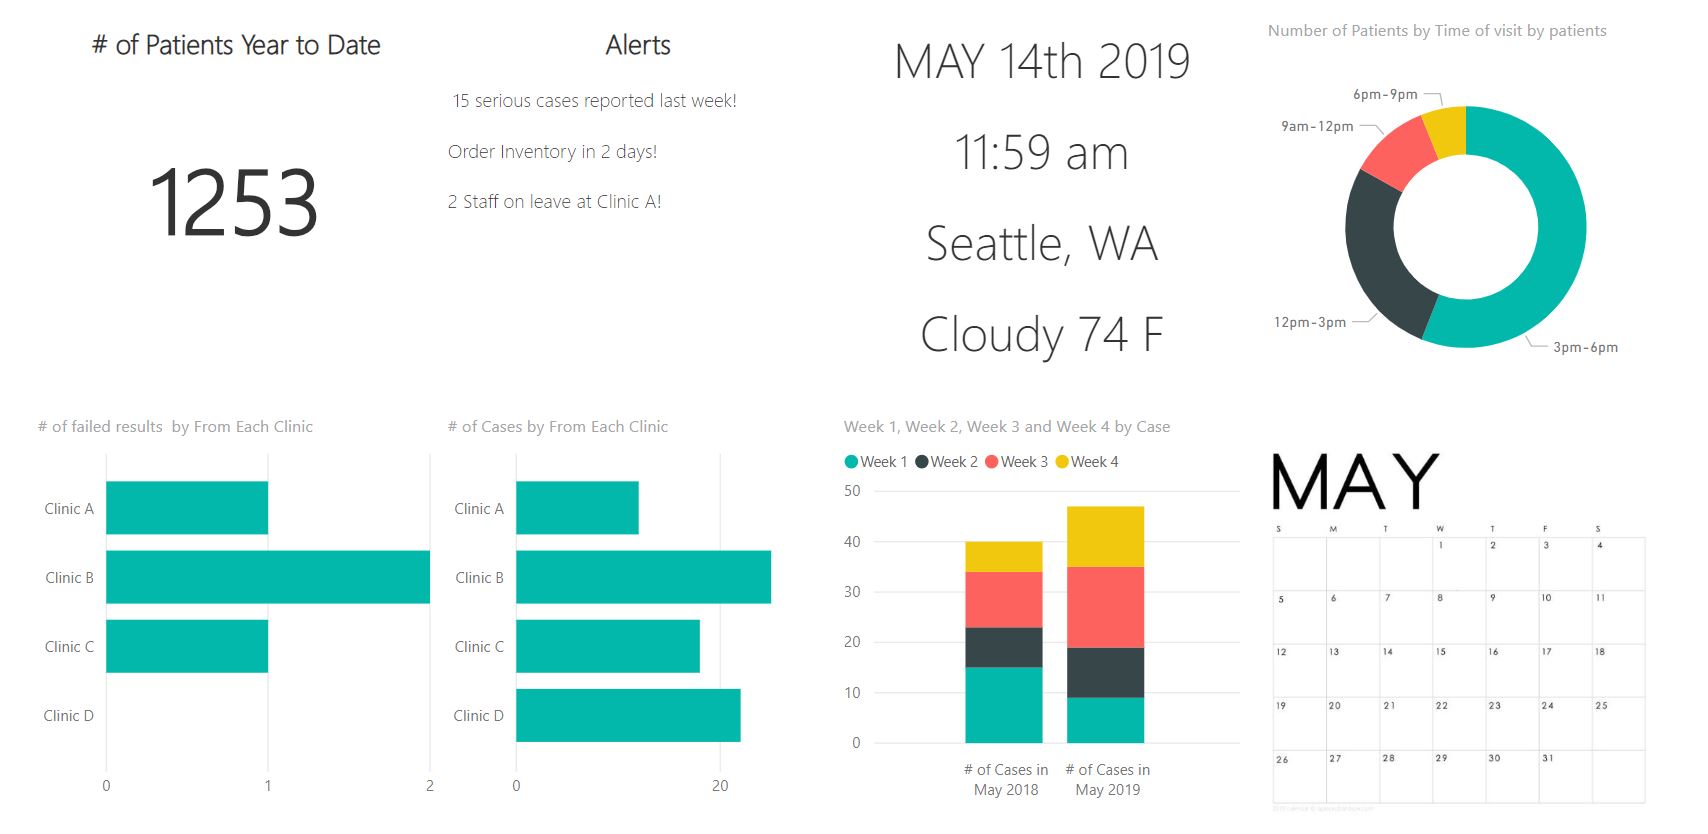 # of Patients Year to Date
1253
Alerts
15 serious cases reported last week!
Order Inventory in 2 days!
2 Staff on leave at Clinic A!
MAY 14th 2019
11:59 am
Seattle, WA
Cloudy 74 F
Number of Patients by Time of visit by patients
6pm-9pm
9am-12pm
12pm-3pm
3pm-6pm
# of failed results by From Each Clinic
Clinic A
Clinic B
Clinic C
Clinic D
0 1 2
# of Cases by From Each Clinic
Clinic A
Clinic B
Clinic C
Clinic D
0 20
Week 1, Week 2, Week 3 and Week 4 by Case
Week 1 Week 2 Week 3 Week 4
50
40
30
20
10
0
# of Cases in
May 2018
# of Cases in
May 2019
MAY
S M T W T F S
1 2 3 4
5 6 7 8 9 10 11
12 13 14 15 16 17 18
19 20 21 22 23 24 25
26 27 28 29 30 31